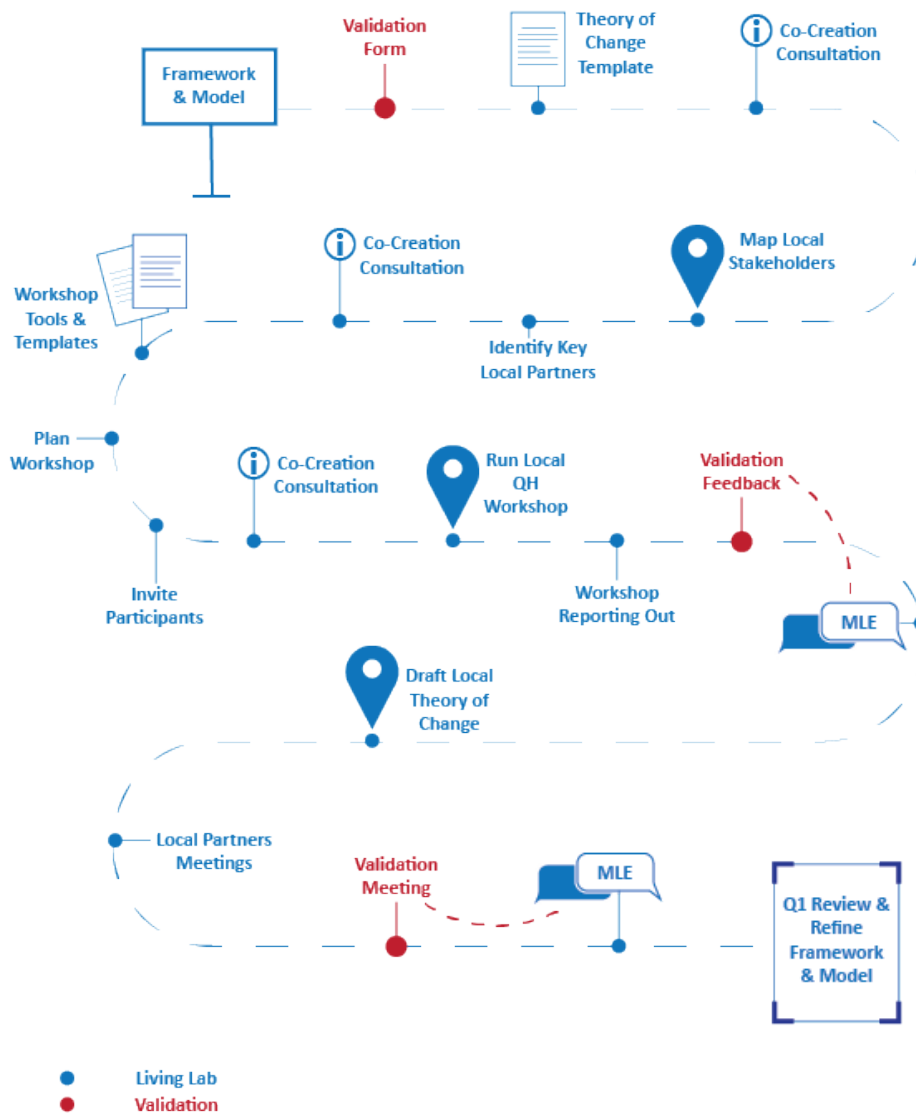 Framework
& Model
Validation
Form
Theory of
Change
Template
Co-Creation
Consultation
Map Local
Stakeholders
Identify Key
Local Partners
Co-Creation
Consultation
Workshop
Tools &
Templates
Plan
Workshop
Invite
Participants
Co-Creation
Consultation
Run Local
QH
Workshop
Workshop
Reporting Out
Validation
Feedback
MLE
Draft Local
Theory of
Change
Local Partners
Meetings
Validation
Meeting
MLE
Q1 Review &
Refine
Framework
& Model
Living Lab
Validation